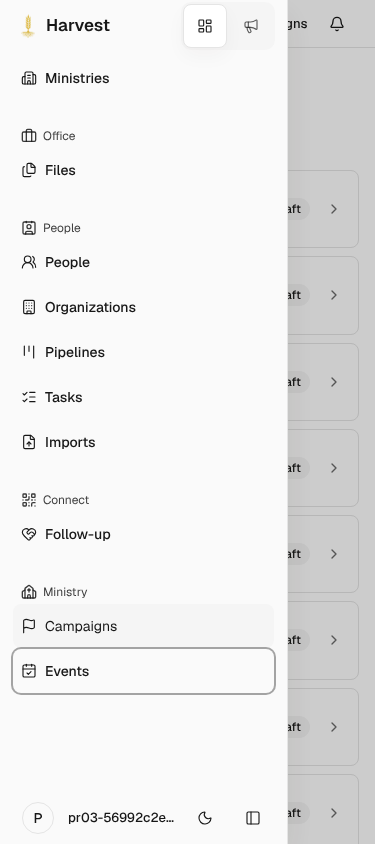 Harvest
gns
Ministries
Office
Files
People
People
Organizations
Pipelines
Tasks
Imports
Connect
Follow-up
Ministry
Campaigns
Events
P
pr03-56992c2e...
aft
aft
aft
aft
aft
aft
aft
aft